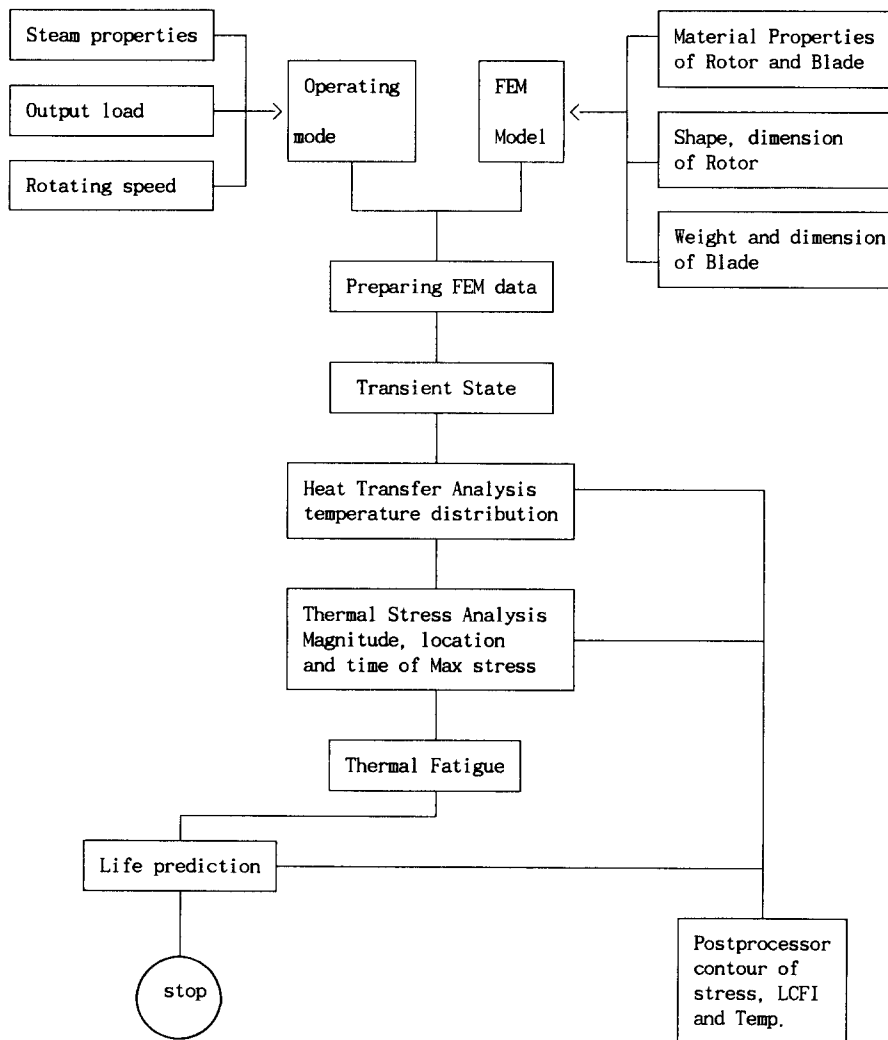 Steam properties
Output load
Rotating speed
Operating
mode
FEM
Model
Material Properties
of Rotor and Blade
Shape, dimension
of Rotor
Weight and dimension
of Blade
Preparing FEM data
Transient State
Heat Transfer Analysis
temperature distribution
Thermal Stress Analysis
Magnitude, location
and time of Max stress
Thermal Fatigue
Life prediction
stop
Postprocessor
contour of
stress, LCFI
and Temp.